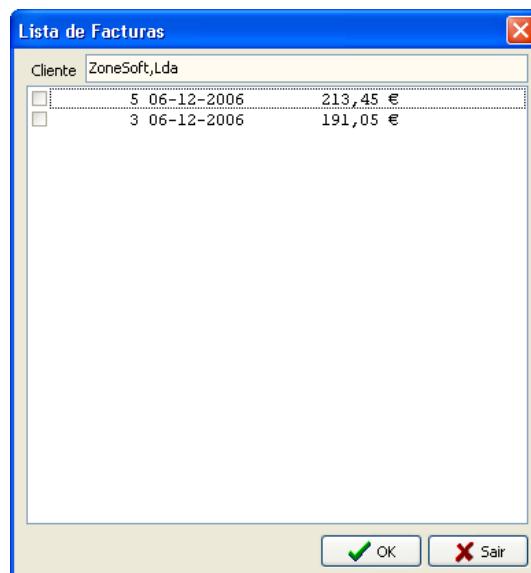 Lista de Facturas
Cliente ZoneSoft,Lda
5 06-12-2006 213,45 €
3 06-12-2006 191,05 €
OK Sair